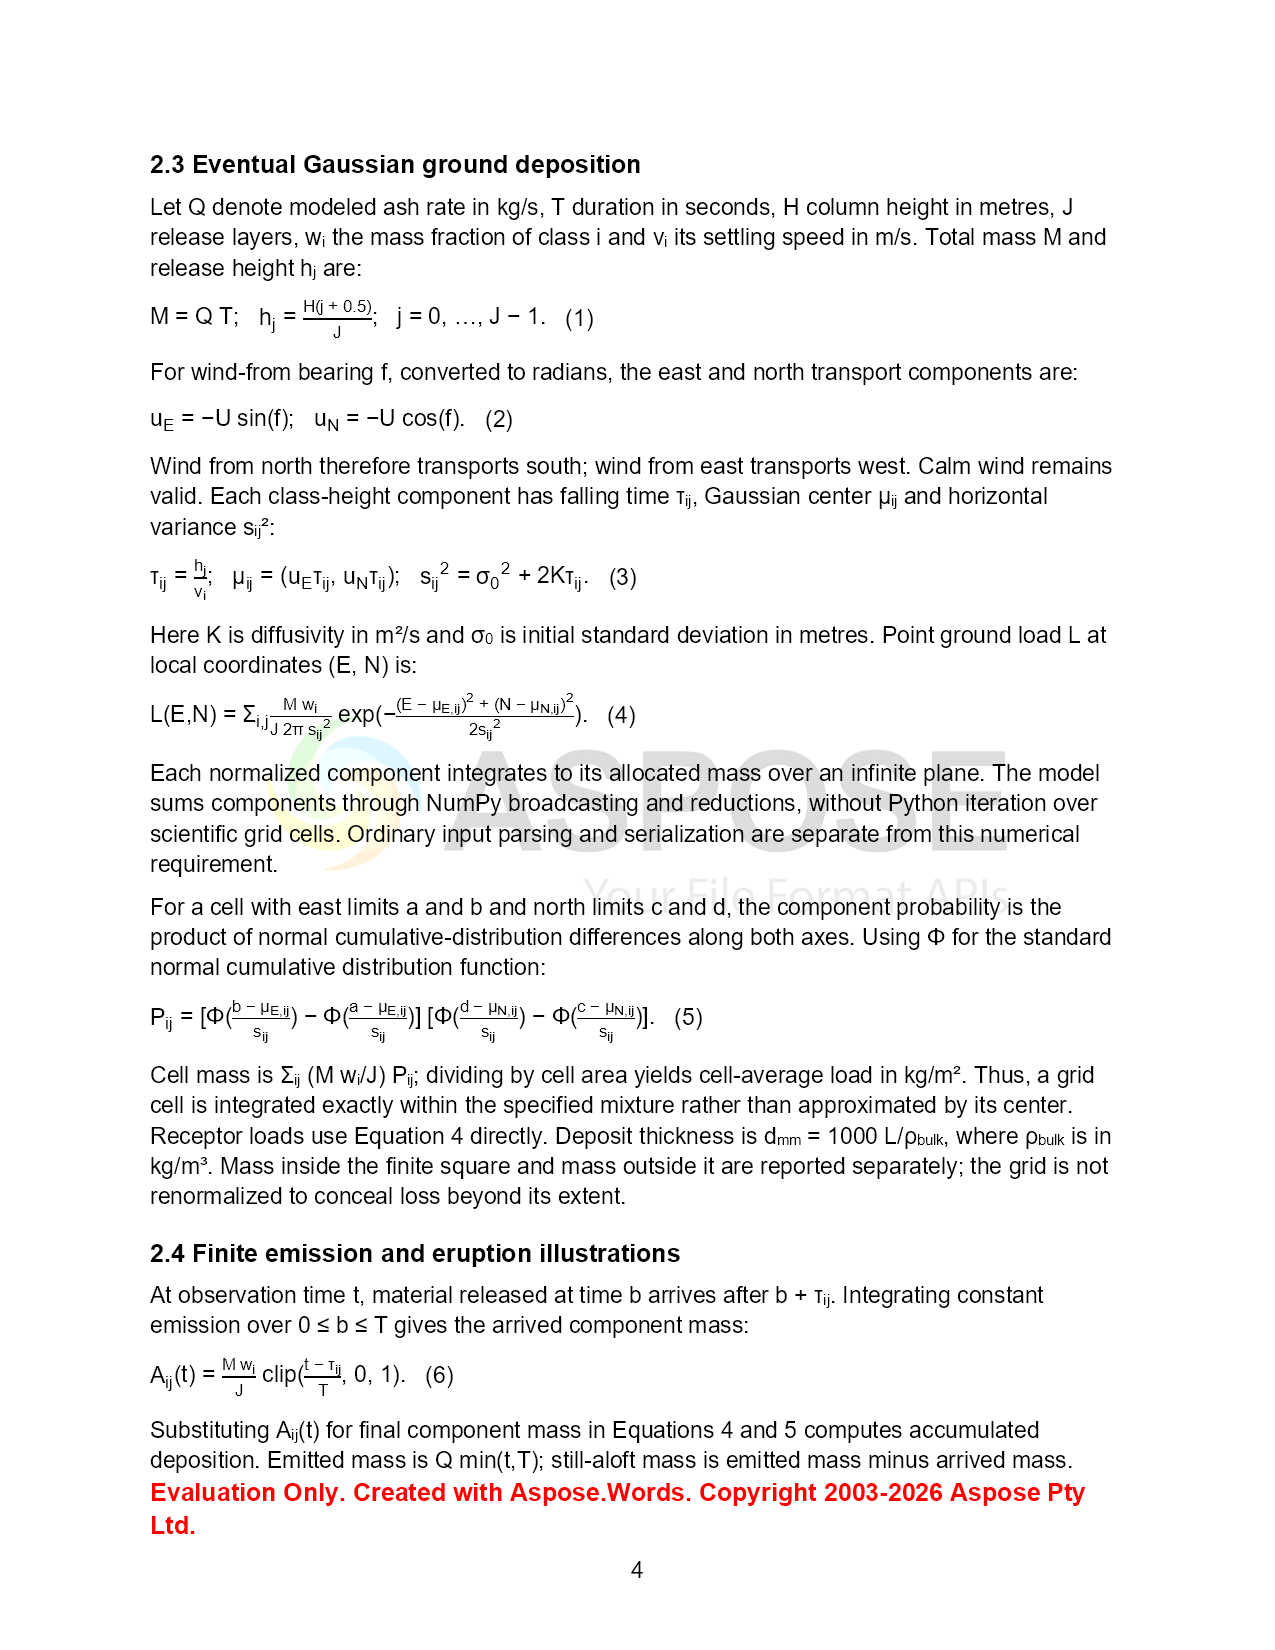 2.3 Eventual Gaussian ground deposition
Let Q denote modeled ash rate in kg/s, T duration in seconds, H column height in metres, J
release layers, wᵢ the mass fraction of class i and vᵢ its settling speed in m/s. Total mass M and
release height hⱼ are:
M = Q T;   hⱼ = H(j + 0.5)/J;   j = 0, …, J − 1.   (1)
For wind-from bearing f, converted to radians, the east and north transport components are:
u_E = −U sin(f);   u_N = −U cos(f).   (2)
Wind from north therefore transports south; wind from east transports west. Calm wind remains
valid. Each class-height component has falling time τᵢⱼ, Gaussian center μᵢⱼ and horizontal
variance sᵢⱼ²:
τᵢⱼ = hⱼ/vᵢ;   μᵢⱼ = (u_Eτᵢⱼ, u_Nτᵢⱼ);   sᵢⱼ² = σ₀² + 2Kτᵢⱼ.   (3)
Here K is diffusivity in m²/s and σ₀ is initial standard deviation in metres. Point ground load L at
local coordinates (E, N) is:
L(E,N) = Σᵢ,ⱼ M wᵢ/J 2π sᵢⱼ² exp(−(E − μ_E,ᵢⱼ)² + (N − μ_N,ᵢⱼ)²/2sᵢⱼ²).   (4)
ASPOSE
Your File Format APIs
Each normalized component integrates to its allocated mass over an infinite plane. The model
sums components through NumPy broadcasting and reductions, without Python iteration over
scientific grid cells. Ordinary input parsing and serialization are separate from this numerical
requirement.
For a cell with east limits a and b and north limits c and d, the component probability is the
product of normal cumulative-distribution differences along both axes. Using Φ for the standard
normal cumulative distribution function:
Pᵢⱼ = [Φ(b − μ_E,ᵢⱼ/sᵢⱼ) − Φ(a − μ_E,ᵢⱼ/sᵢⱼ)] [Φ(d − μ_N,ᵢⱼ/sᵢⱼ) − Φ(c − μ_N,ᵢⱼ/sᵢⱼ)].   (5)
Cell mass is Σᵢⱼ (M wᵢ/J) Pᵢⱼ; dividing by cell area yields cell-average load in kg/m². Thus, a grid
cell is integrated exactly within the specified mixture rather than approximated by its center.
Receptor loads use Equation 4 directly. Deposit thickness is d_mm = 1000 L/ρ_bulk, where ρ_bulk is in
kg/m³. Mass inside the finite square and mass outside it are reported separately; the grid is not
renormalized to conceal loss beyond its extent.
2.4 Finite emission and eruption illustrations
At observation time t, material released at time b arrives after b + τᵢⱼ. Integrating constant
emission over 0 ≤ b ≤ T gives the arrived component mass:
Aᵢⱼ(t) = M wᵢ/J clip(t − τᵢⱼ/T, 0, 1).   (6)
Substituting Aᵢⱼ(t) for final component mass in Equations 4 and 5 computes accumulated
deposition. Emitted mass is Q min(t,T); still-aloft mass is emitted mass minus arrived mass.
Evaluation Only. Created with Aspose.Words. Copyright 2003-2026 Aspose Pty
Ltd.
4